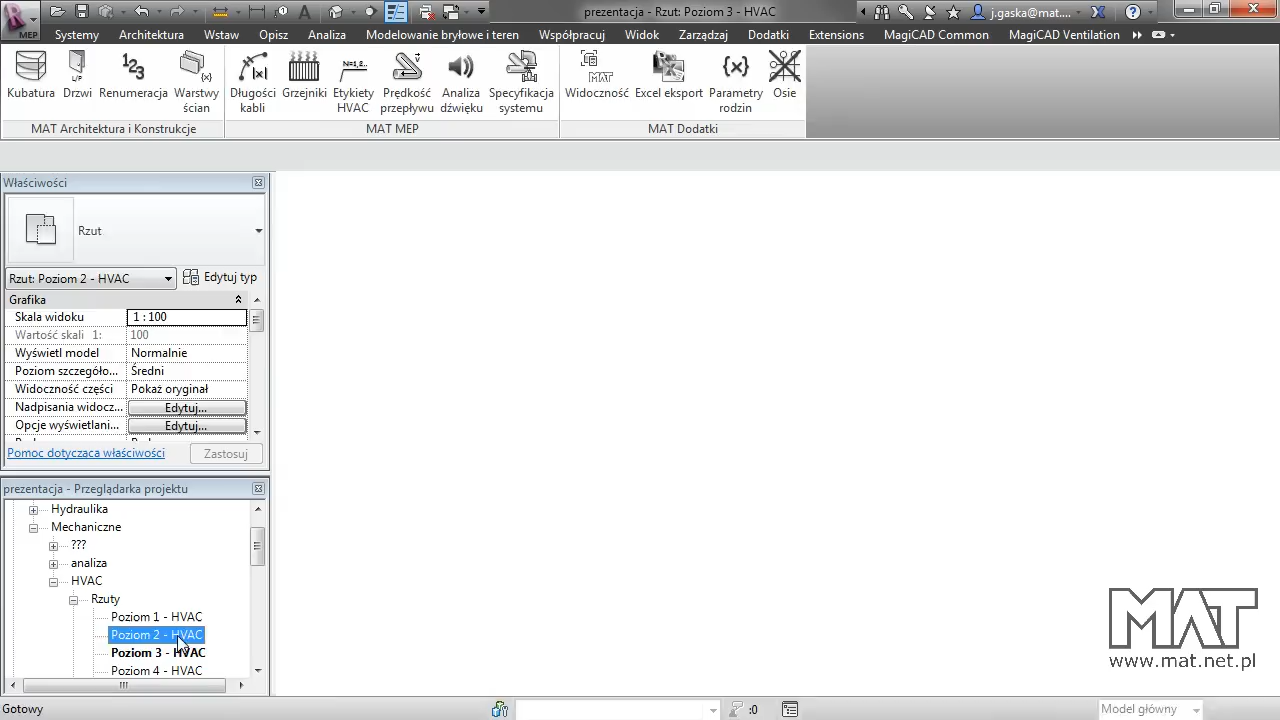 prezentacja - Rzut: Poziom 3 - HVAC
j.gaska@mat....
MEP
Systemy Architektura Wstaw Opisz Analiza Modelowanie bryłowe i teren Współpracuj Widok Zarządzaj Dodatki Extensions MagiCAD Common MagiCAD Ventilation
Kubatura Drzwi Renumeracja Warstwy ścian
Długości kabli Grzejniki Etykiety HVAC Prędkość przepływu Analiza dźwięku Specyfikacja systemu
Widoczność Excel eksport Parametry rodzin Osie
MAT Architektura i Konstrukcje MAT MEP MAT Dodatki
Właściwości
Rzut
Rzut: Poziom 2 - HVAC Edytuj typ
Grafika
Skala widoku 1 : 100
Wartość skali 1: 100
Wyświetl model Normalnie
Poziom szczegóło... Średni
Widoczność części Pokaż oryginał
Nadpisania widocz... Edytuj...
Opcje wyświetlani... Edytuj...
Pomoc dotycząca właściwości Zastosuj
prezentacja - Przeglądarka projektu
Hydraulika
Mechaniczne
???
analiza
HVAC
Rzuty
Poziom 1 - HVAC
Poziom 2 - HVAC
Poziom 3 - HVAC
Poziom 4 - HVAC
MAT
www.mat.net.pl
Gotowy :0 Model główny